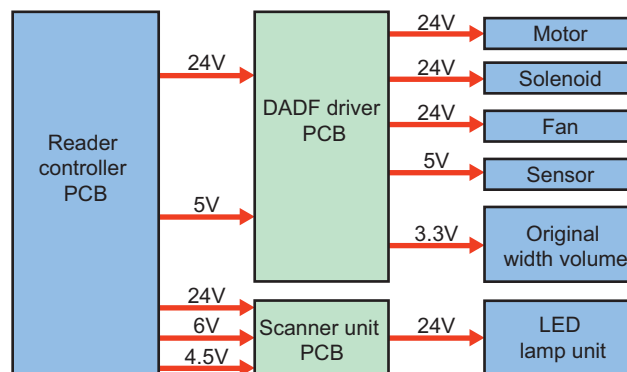 Reader
controller
PCB
24V
5V
24V
6V
4.5V
DADF driver
PCB
Scanner unit
PCB
24V
Motor
24V
Solenoid
24V
Fan
5V
Sensor
3.3V
Original
width volume
24V
LED
lamp unit